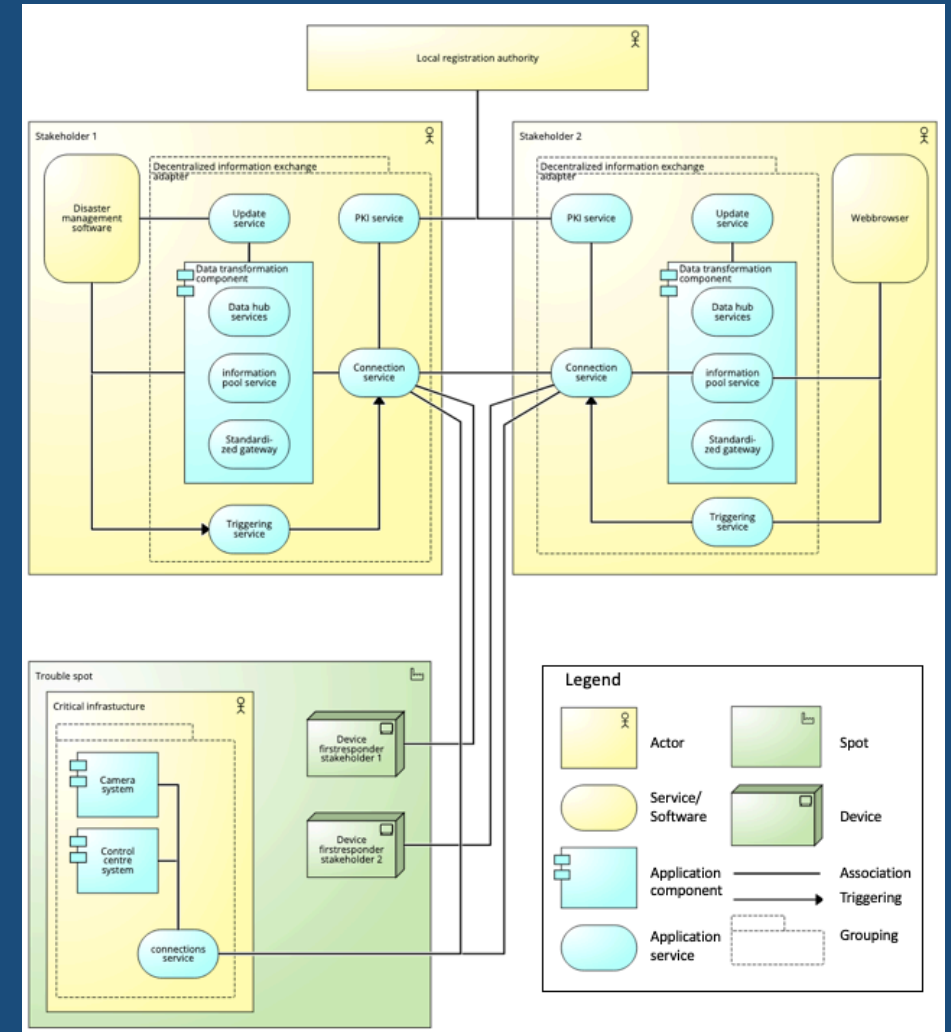 Local registration authority
Stakeholder 1
Disaster
management
software
Decentralized information exchange
adapter
Update
service
PKI service
Data transformation
component
Data hub
services
information
pool service
Standardi-
zed gateway
Connection
service
Triggering
service
Stakeholder 2
Decentralized information exchange
adapter
PKI service
Update
service
Webbrowser
Data transformation
component
Data hub
services
Connection
service
information
pool service
Standardi-
zed gateway
Triggering
service
Trouble spot
Critical infrastucture
Camera
system
Control
centre
system
connections
service
Device
firstresponder
stakeholder 1
Device
firstresponder
stakeholder 2
Legend
Actor
Spot
Service/
Software
Device
Application
component
Association
Triggering
Application
service
Grouping